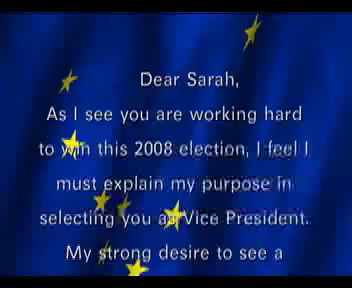 Dear Sarah,
As I see you are working hard
to win this 2008 election, I feel I
must explain my purpose in
selecting you as Vice President.
My strong desire to see a